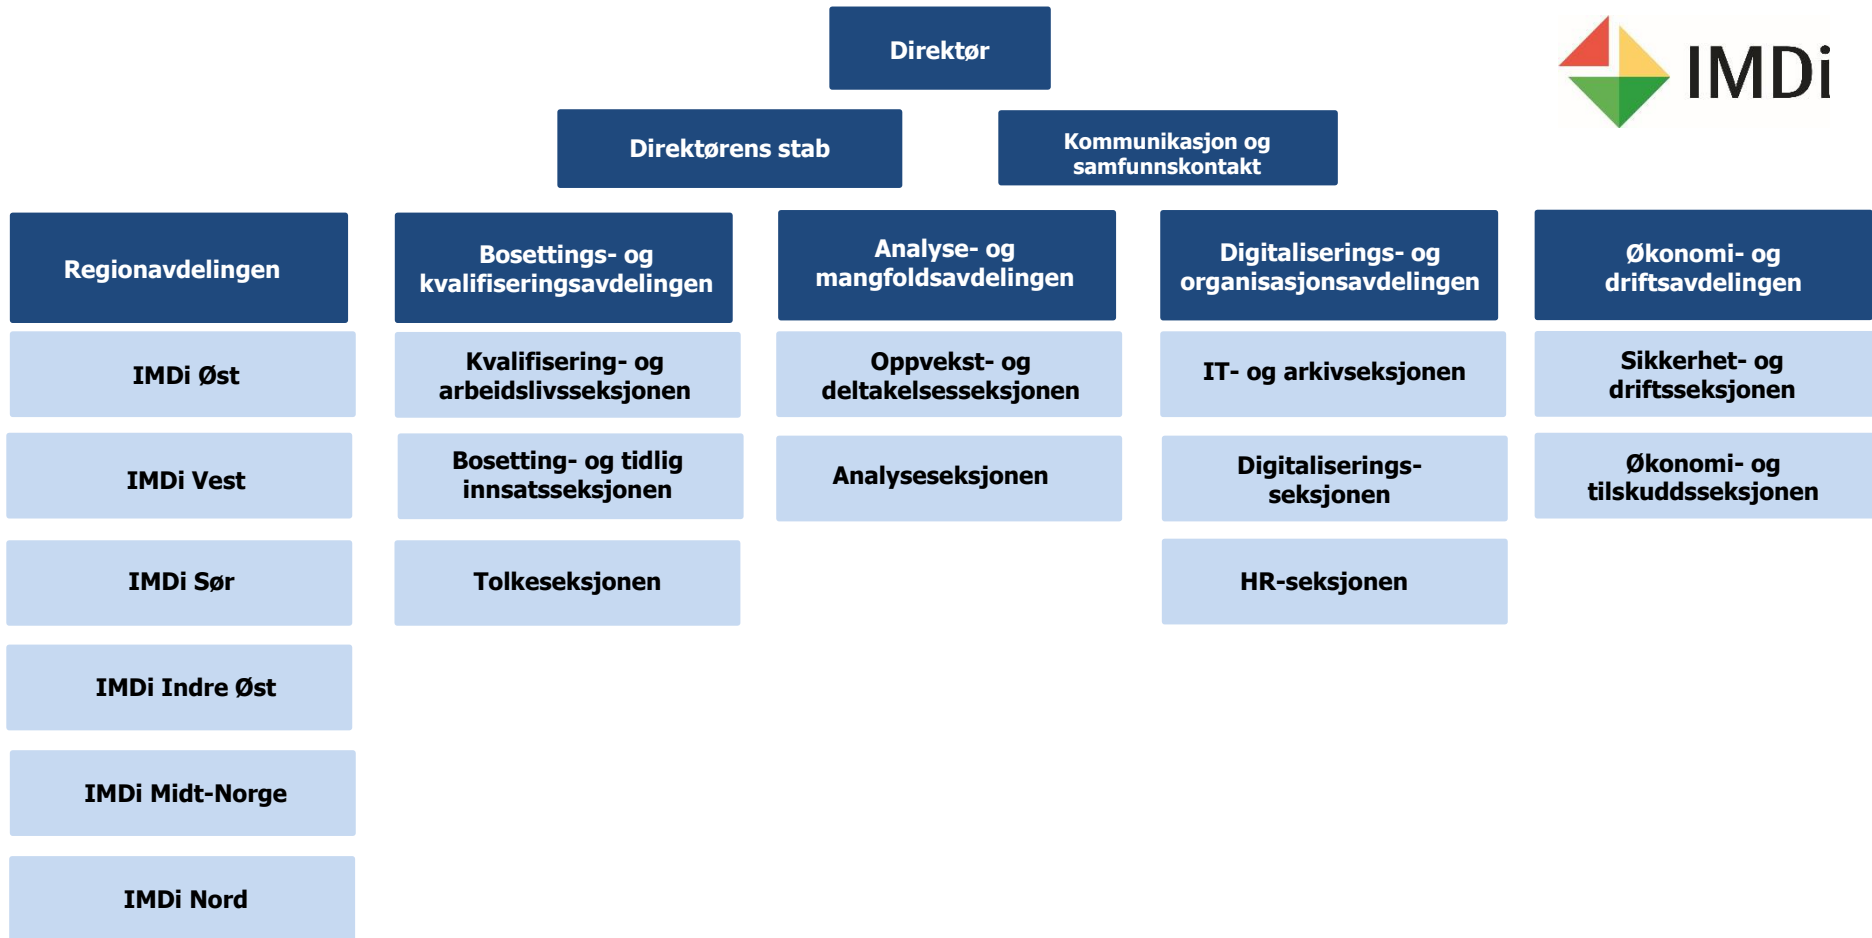 Direktør
IMDi
Direktørens stab
Kommunikasjon og
samfunnskontakt
Regionavdelingen
Bosettings- og
kvalifiseringsavdelingen
Analyse- og
mangfoldsavdelingen
Digitaliserings- og
organisasjonsavdelingen
Økonomi- og
driftsavdelingen
IMDi Øst
Kvalifisering- og
arbeidslivsseksjonen
Oppvekst- og
deltakelsesseksjonen
IT- og arkivseksjonen
Sikkerhet- og
driftsseksjonen
IMDi Vest
Bosetting- og tidlig
innsatsseksjonen
Analyseseksjonen
Digitaliserings-
seksjonen
Økonomi- og
tilskuddsseksjonen
IMDi Sør
Tolkeseksjonen
HR-seksjonen
IMDi Indre Øst
IMDi Midt-Norge
IMDi Nord